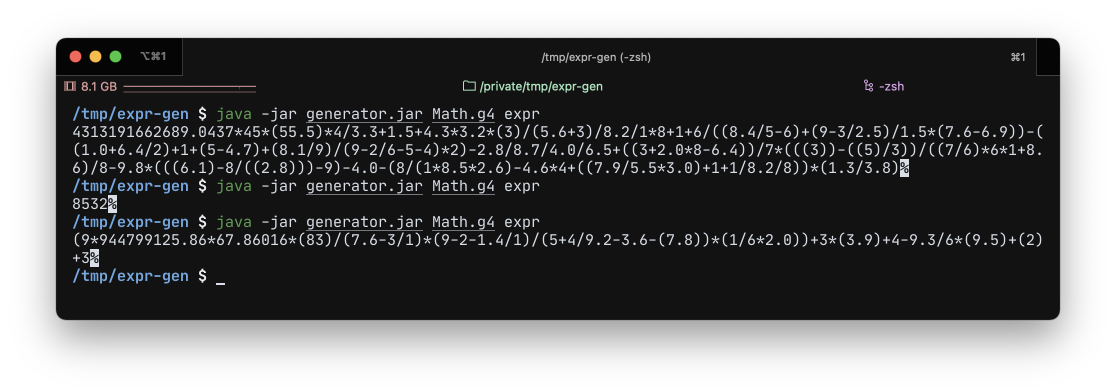 ⌥⌘1 /tmp/expr-gen (-zsh) ⌘1
8.1 GB /private/tmp/expr-gen -zsh
/tmp/expr-gen $ java -jar generator.jar Math.g4 expr
4313191662689.0437*45*(55.5)*4/3.3+1.5+4.3*3.2*(3)/(5.6+3)/8.2/1*8+1+6/((8.4/5-6)+(9-3/2.5)/1.5*(7.6-6.9))-(
(1.0+6.4/2)+1+(5-4.7)+(8.1/9)/(9-2/6-5-4)*2)-2.8/8.7/4.0/6.5+((3+2.0*8-6.4))/7*(((3))-((5)/3))/((7/6)*6*1+8.
6)/8-9.8*(((6.1)-8/((2.8)))-9)-4.0-(8/(1*8.5*2.6)-4.6*4+((7.9/5.5*3.0)+1+1/8.2/8))*(1.3/3.8)%
/tmp/expr-gen $ java -jar generator.jar Math.g4 expr
8532%
/tmp/expr-gen $ java -jar generator.jar Math.g4 expr
(9*944799125.86*67.86016*(83)/(7.6-3/1)*(9-2-1.4/1)/(5+4/9.2-3.6-(7.8))*(1/6*2.0))+3*(3.9)+4-9.3/6*(9.5)+(2)
+3%
/tmp/expr-gen $ _